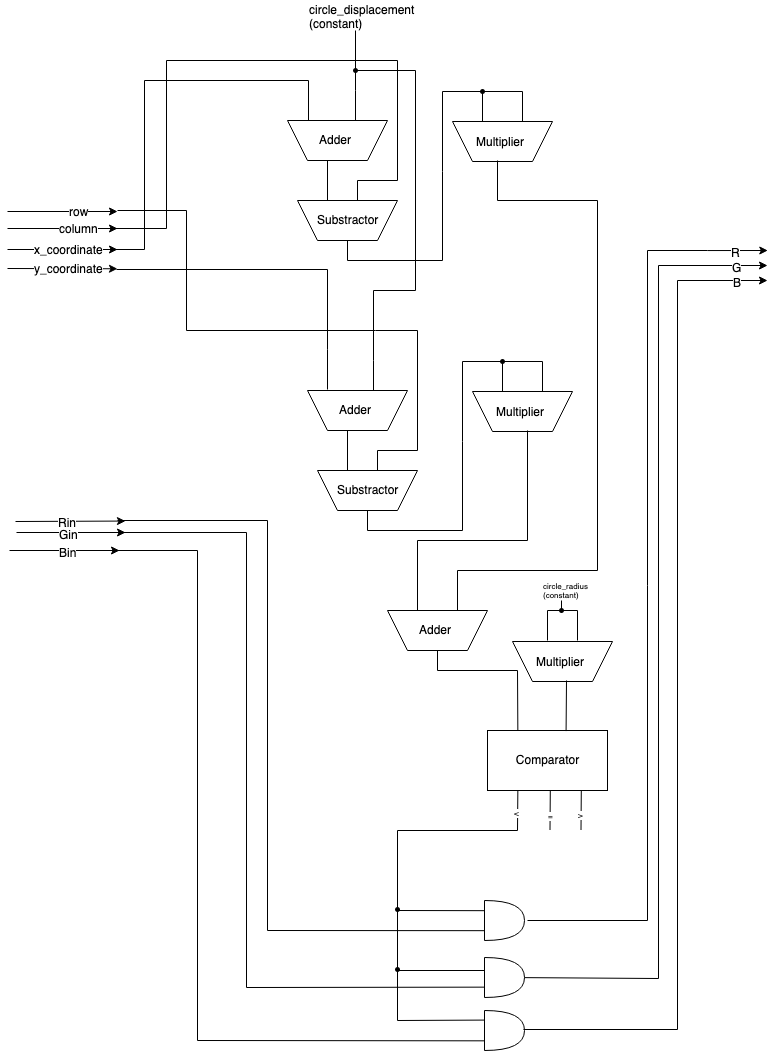 circle_displacement
(constant)
Adder
Multiplier
row
Substractor
column
x_coordinate
R
y_coordinate
G
B
Adder
Multiplier
Substractor
Rin
Gin
Bin
circle_radius
(constant)
Adder
Multiplier
Comparator
< = >